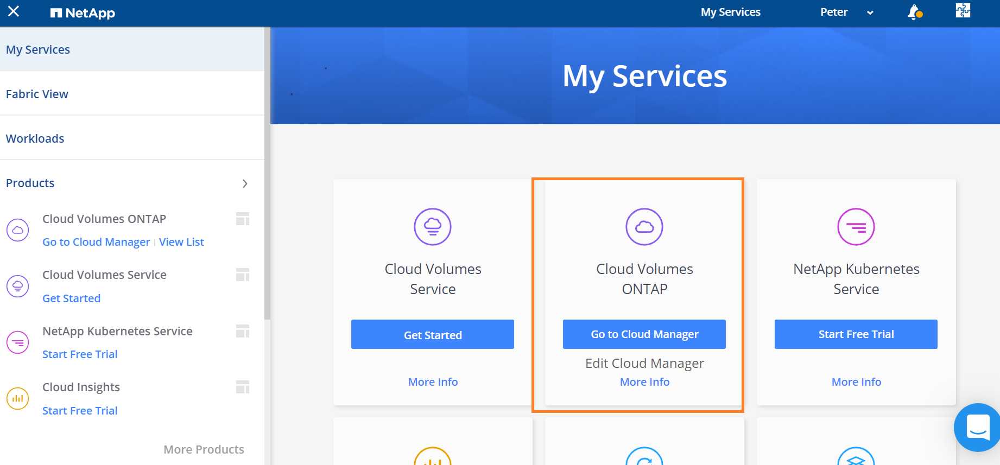 NetApp
My Services
Peter
My Services
Fabric View
Workloads
Products
Cloud Volumes ONTAP
Go to Cloud Manager | View List
Cloud Volumes Service
Get Started
NetApp Kubernetes Service
Start Free Trial
Cloud Insights
Start Free Trial
More Products
My Services
Cloud Volumes
Service
Get Started
More Info
Cloud Volumes
ONTAP
Go to Cloud Manager
Edit Cloud Manager
More Info
NetApp Kubernetes
Service
Start Free Trial
More Info